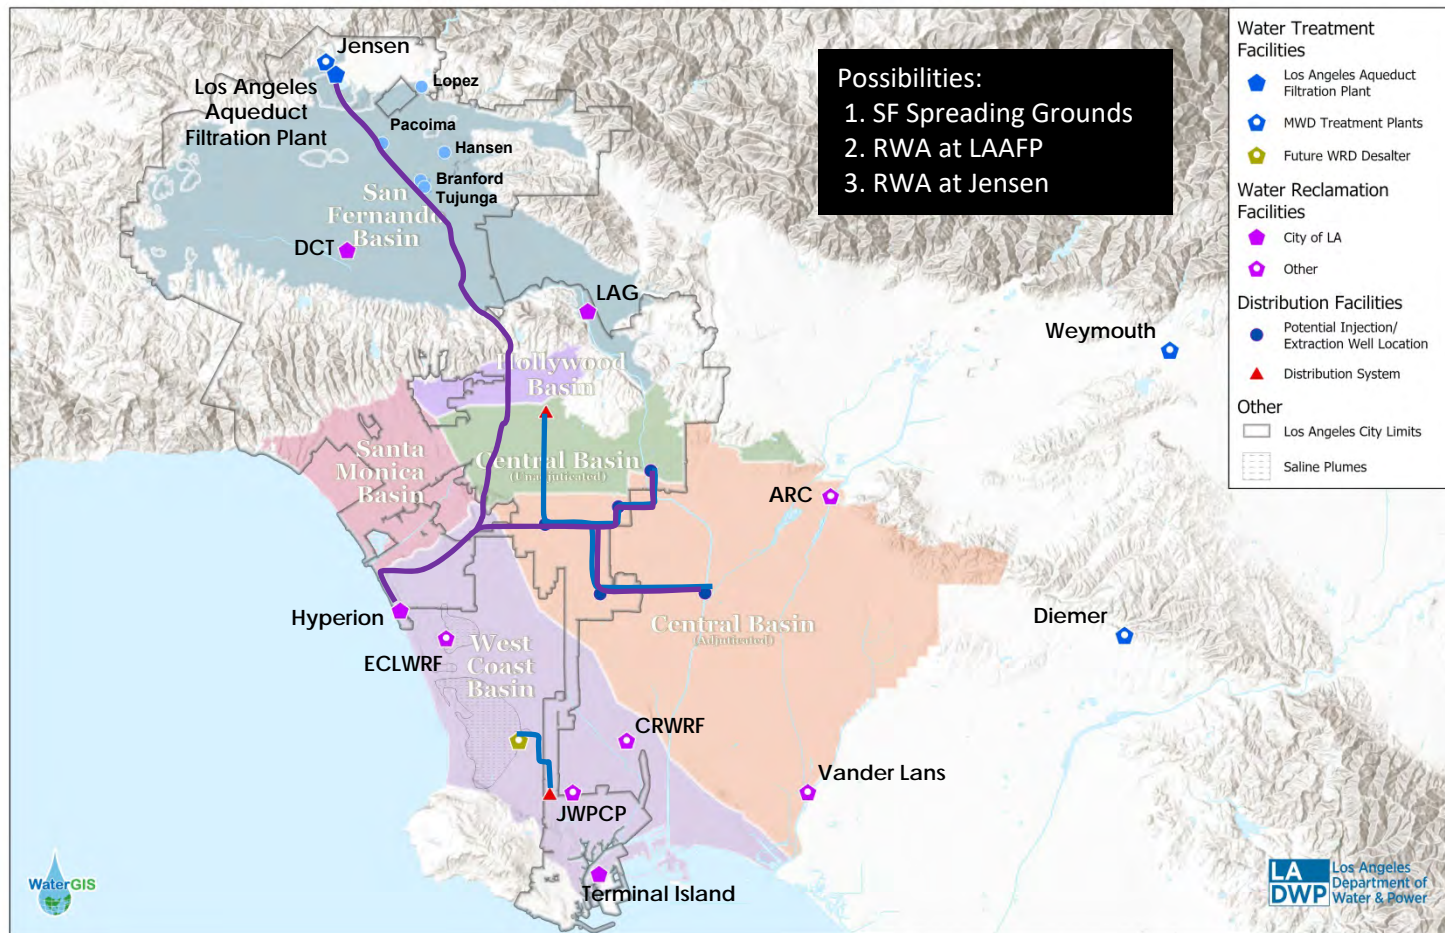 Jensen
Los Angeles
Aqueduct
Filtration Plant
Lopez
Pacoima
Hansen
Branford
Tujunga
San
Fernando
Basin
DCT
LAG
Hollywood
Basin
Santa
Monica
Basin
Central Basin
(Unadjuticated)
ARC
Weymouth
Hyperion
ECLWRF
West
Coast
Basin
Central Basin
(Adjuticated)
Diemer
CRWRF
Vander Lans
JWPCP
Terminal Island
Possibilities:
1. SF Spreading Grounds
2. RWA at LAAFP
3. RWA at Jensen
Water Treatment
Facilities
Los Angeles Aqueduct
Filtration Plant
MWD Treatment Plants
Future WRD Desalter
Water Reclamation
Facilities
City of LA
Other
Distribution Facilities
Potential Injection/
Extraction Well Location
Distribution System
Other
Los Angeles City Limits
Saline Plumes
WaterGIS
LA
DWP
Los Angeles
Department of
Water & Power